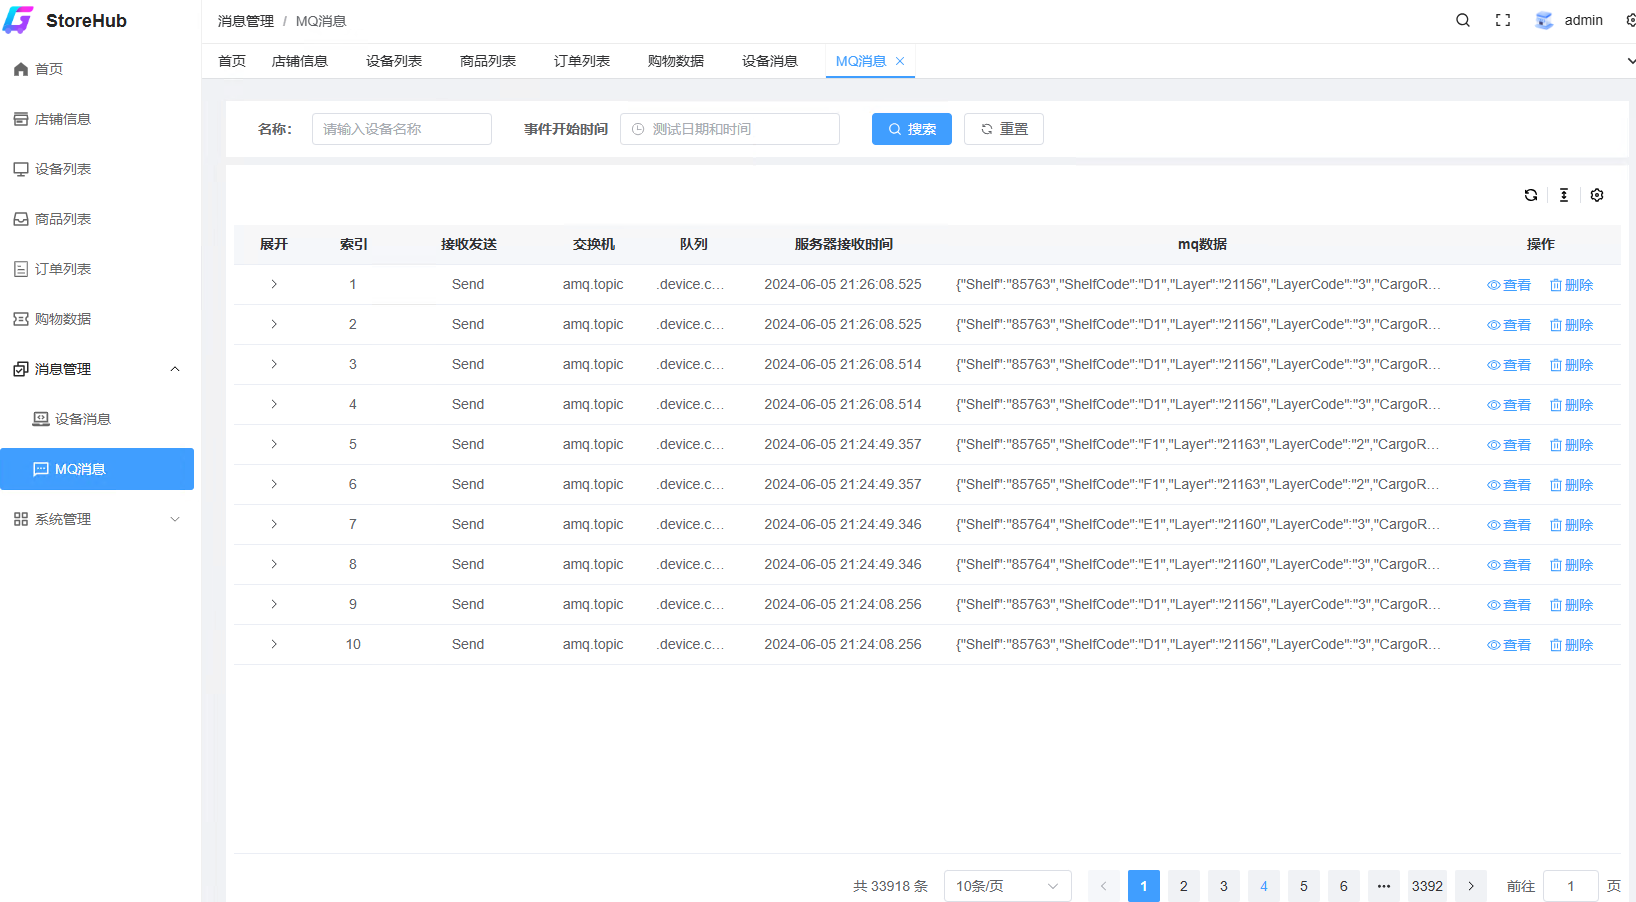 StoreHub
首页
店铺信息
设备列表
商品列表
订单列表
购物数据
消息管理
设备消息
MQ消息
系统管理
消息管理 / MQ消息
admin
首页 店铺信息 设备列表 商品列表 订单列表 购物数据 设备消息 MQ消息
名称： 请输入设备名称 事件开始时间 测试日期和时间 搜索 重置
展开 索引 接收发送 交换机 队列 服务器接收时间 mq数据 操作
1 Send amq.topic .device.c... 2024-06-05 21:26:08.525 {"Shelf":"85763","ShelfCode":"D1","Layer":"21156","LayerCode":"3","CargoR... 查看 删除
2 Send amq.topic .device.c... 2024-06-05 21:26:08.525 {"Shelf":"85763","ShelfCode":"D1","Layer":"21156","LayerCode":"3","CargoR... 查看 删除
3 Send amq.topic .device.c... 2024-06-05 21:26:08.514 {"Shelf":"85763","ShelfCode":"D1","Layer":"21156","LayerCode":"3","CargoR... 查看 删除
4 Send amq.topic .device.c... 2024-06-05 21:26:08.514 {"Shelf":"85763","ShelfCode":"D1","Layer":"21156","LayerCode":"3","CargoR... 查看 删除
5 Send amq.topic .device.c... 2024-06-05 21:24:49.357 {"Shelf":"85765","ShelfCode":"F1","Layer":"21163","LayerCode":"2","CargoR... 查看 删除
6 Send amq.topic .device.c... 2024-06-05 21:24:49.357 {"Shelf":"85765","ShelfCode":"F1","Layer":"21163","LayerCode":"2","CargoR... 查看 删除
7 Send amq.topic .device.c... 2024-06-05 21:24:49.346 {"Shelf":"85764","ShelfCode":"E1","Layer":"21160","LayerCode":"3","CargoR... 查看 删除
8 Send amq.topic .device.c... 2024-06-05 21:24:49.346 {"Shelf":"85764","ShelfCode":"E1","Layer":"21160","LayerCode":"3","CargoR... 查看 删除
9 Send amq.topic .device.c... 2024-06-05 21:24:08.256 {"Shelf":"85763","ShelfCode":"D1","Layer":"21156","LayerCode":"3","CargoR... 查看 删除
10 Send amq.topic .device.c... 2024-06-05 21:24:08.256 {"Shelf":"85763","ShelfCode":"D1","Layer":"21156","LayerCode":"3","CargoR... 查看 删除
共 33918 条 10条/页 1 2 3 4 5 6 ••• 3392 前往 1 页